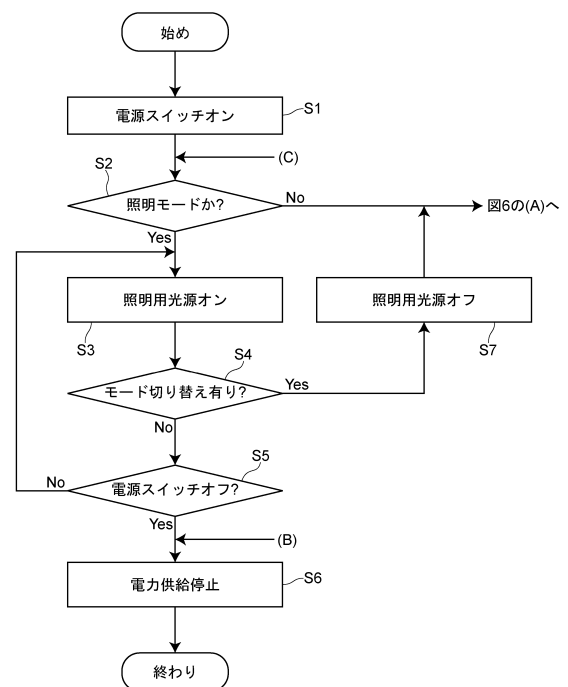 始め
電源スイッチオン
S1
(C)
S2
照明モードか?
No
図6の(A)へ
Yes
照明用光源オン
照明用光源オフ
S3
S7
S4
モード切り替え有り?
Yes
No
S5
No
電源スイッチオフ?
Yes
(B)
電力供給停止
S6
終わり